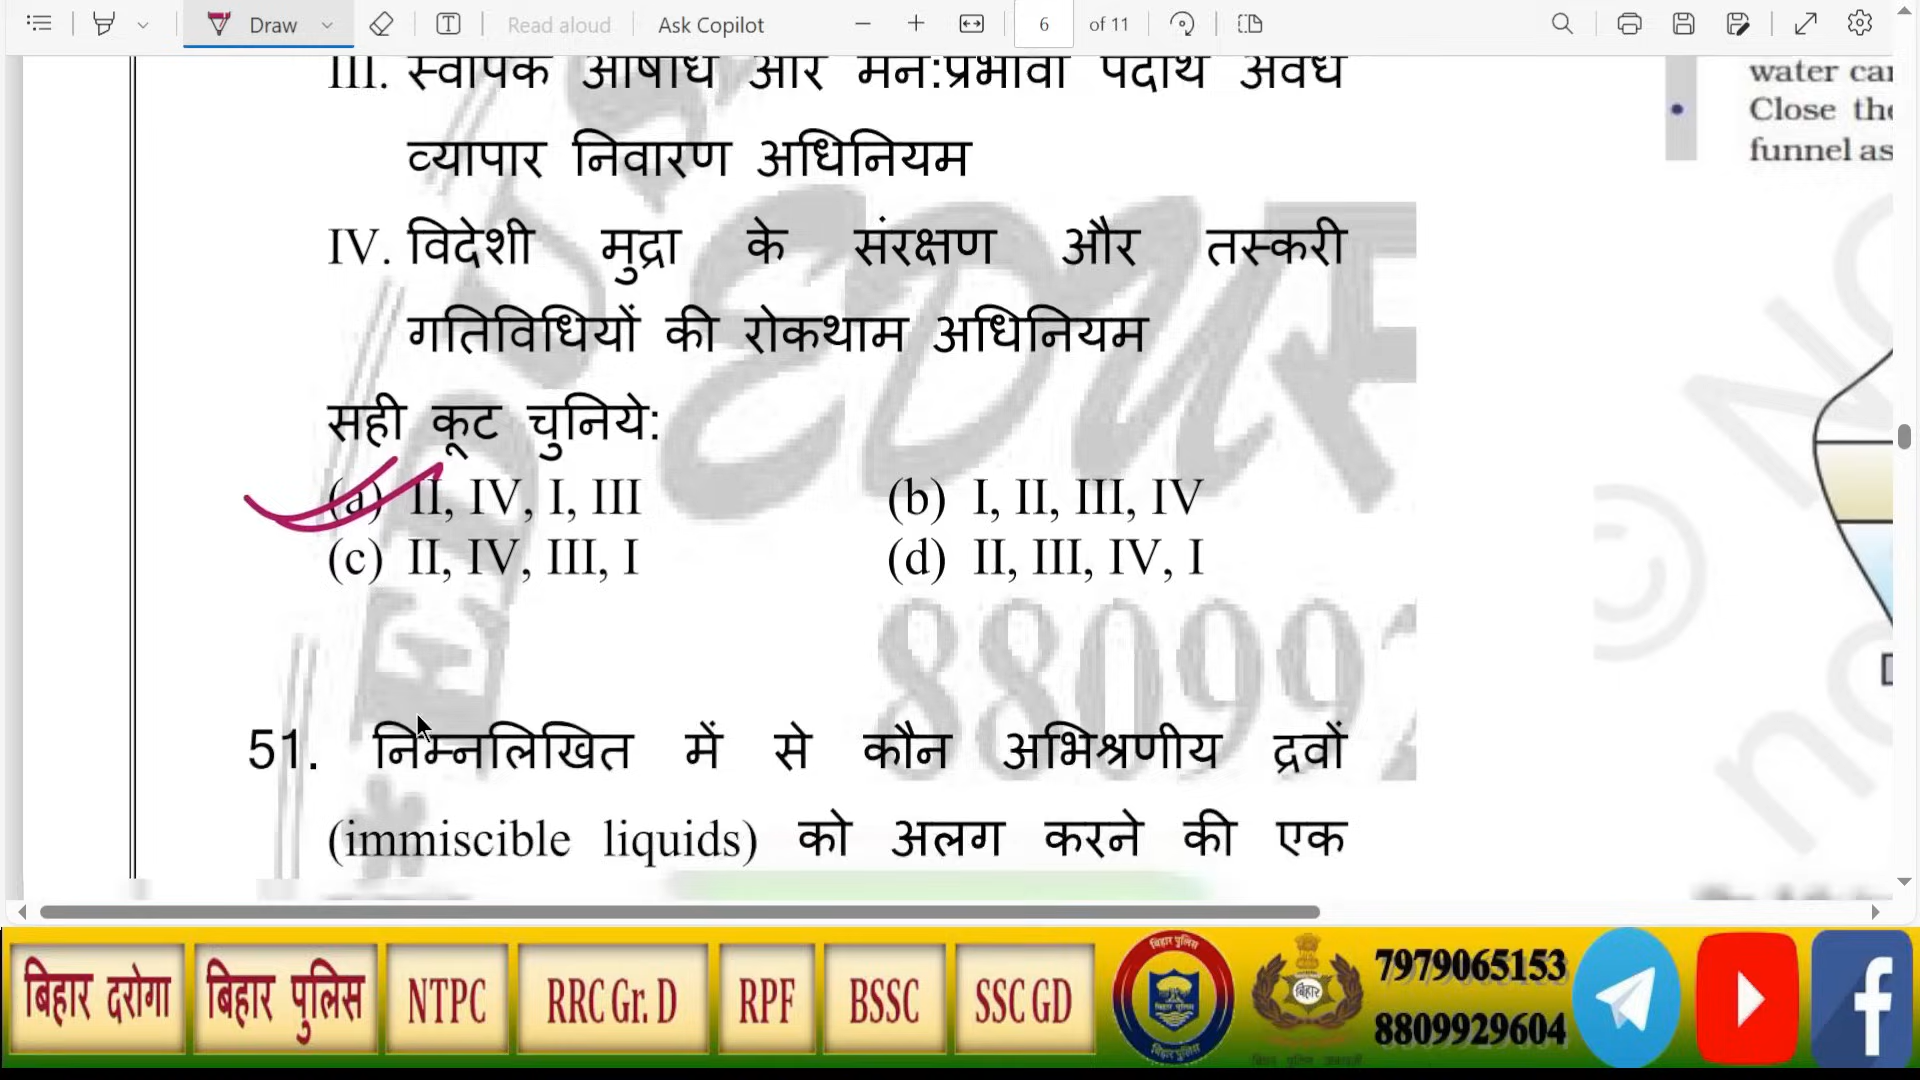 Draw
Read aloud
Ask Copilot
6 of 11
III. स्वापक औषधि और मन:प्रभावी पदार्थ अवैध
व्यापार निवारण अधिनियम
IV. विदेशी मुद्रा के संरक्षण और तस्करी
गतिविधियों की रोकथाम अधिनियम
सही कूट चुनिये:
(a) II, IV, I, III
(b) I, II, III, IV
(c) II, IV, III, I
(d) II, III, IV, I
51. निम्नलिखित में से कौन अभिश्रणीय द्रवों
(immiscible liquids) को अलग करने की एक
water
Close
funnel as
EDU
88099
बिहार दरोगा
बिहार पुलिस
NTPC
RRC Gr. D
RPF
BSSC
SSC GD
बिहार पुलिस
बिहार पुलिस
बिहार
7979065153
8809929604